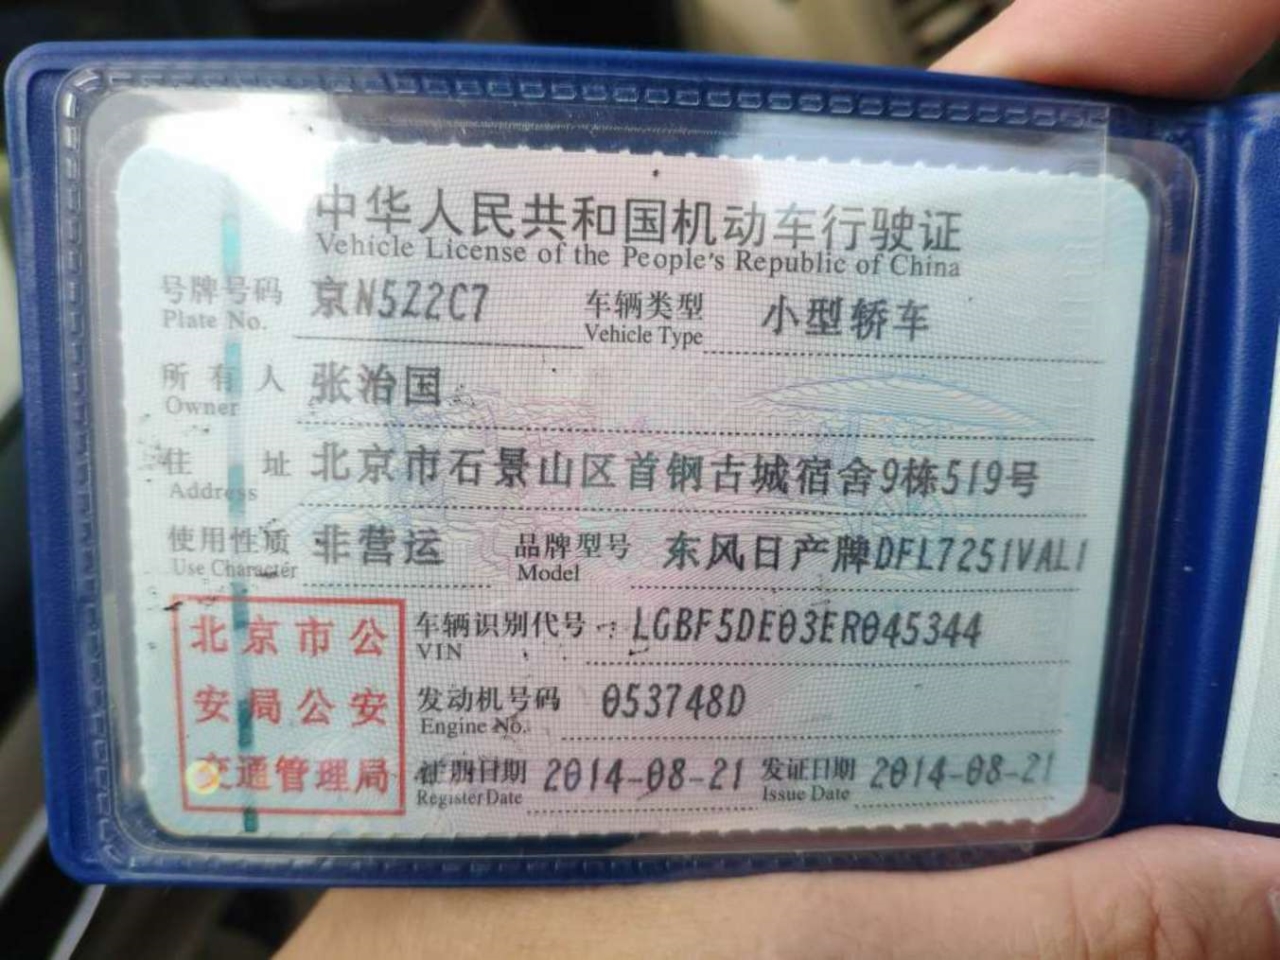 中华人民共和国机动车行驶证
Vehicle License of the People's Republic of China
号牌号码 京N5Z2C7 车辆类型 小型轿车
Plate No. Vehicle Type
所有人 张治国
Owner
住址 北京市石景山区首钢古城宿舍9栋519号
Address
使用性质 非营运 品牌型号 东风日产牌DFL7251VAL1
Use Character Model
北京市公
安局公安
交通管理局
车辆识别代号 LGBF5DE03ER045344
VIN
发动机号码 053748D
Engine No.
注册日期 2014-08-21 发证日期 2014-08-21
Register Date Issue Date